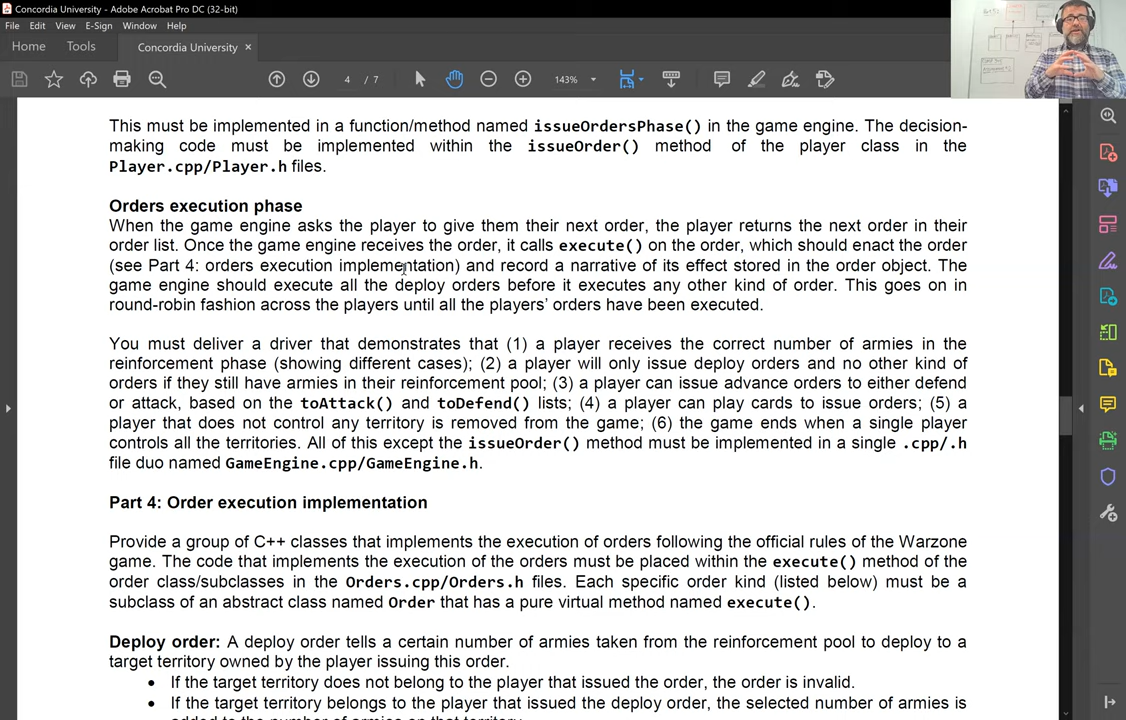 Concordia University - Adobe Acrobat Pro DC (32-bit)
File Edit View E-Sign Window Help
Home Tools Concordia University ×
4 / 7 143%
This must be implemented in a function/method named issueOrdersPhase() in the game engine. The decision-
making code must be implemented within the issueOrder() method of the player class in the
Player.cpp/Player.h files.
Orders execution phase
When the game engine asks the player to give them their next order, the player returns the next order in their
order list. Once the game engine receives the order, it calls execute() on the order, which should enact the order
(see Part 4: orders execution implementation) and record a narrative of its effect stored in the order object. The
game engine should execute all the deploy orders before it executes any other kind of order. This goes on in
round-robin fashion across the players until all the players’ orders have been executed.
You must deliver a driver that demonstrates that (1) a player receives the correct number of armies in the
reinforcement phase (showing different cases); (2) a player will only issue deploy orders and no other kind of
orders if they still have armies in their reinforcement pool; (3) a player can issue advance orders to either defend
or attack, based on the toAttack() and toDefend() lists; (4) a player can play cards to issue orders; (5) a
player that does not control any territory is removed from the game; (6) the game ends when a single player
controls all the territories. All of this except the issueOrder() method must be implemented in a single .cpp/.h
file duo named GameEngine.cpp/GameEngine.h.
Part 4: Order execution implementation
Provide a group of C++ classes that implements the execution of orders following the official rules of the Warzone
game. The code that implements the execution of the orders must be placed within the execute() method of the
order class/subclasses in the Orders.cpp/Orders.h files. Each specific order kind (listed below) must be a
subclass of an abstract class named Order that has a pure virtual method named execute().
Deploy order: A deploy order tells a certain number of armies taken from the reinforcement pool to deploy to a
target territory owned by the player issuing this order.
• If the target territory does not belong to the player that issued the order, the order is invalid.
• If the target territory belongs to the player that issued the deploy order, the selected number of armies is
added to the number of armies on that territory.